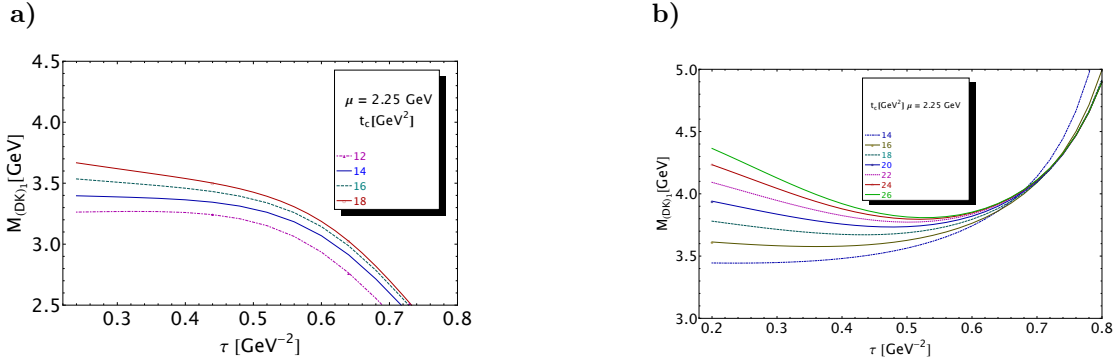 a)
4.5
4.0
3.5
3.0
2.5
M(DK)1[GeV]
μ = 2.25 GeV
tc[GeV2]
12
14
16
18
0.3 0.4 0.5 0.6 0.7 0.8
τ [GeV−2]
b)
5.0
4.5
4.0
3.5
3.0
M(DK)1[GeV]
tc[GeV2] μ = 2.25 GeV
14
16
18
20
22
24
26
0.2 0.3 0.4 0.5 0.6 0.7 0.8
τ [GeV−2]